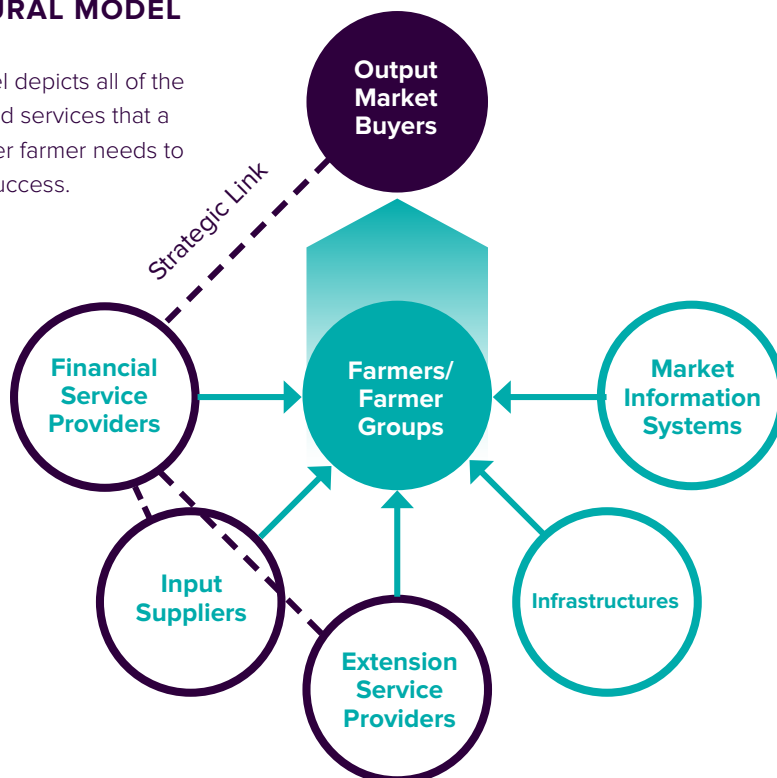 URAL MODEL
el depicts all of the
d services that a
er farmer needs to
uccess.
Output
Market
Buyers
Strategic Link
Financial
Service
Providers
Farmers/
Farmer
Groups
Market
Information
Systems
Input
Suppliers
Infrastructures
Extension
Service
Providers